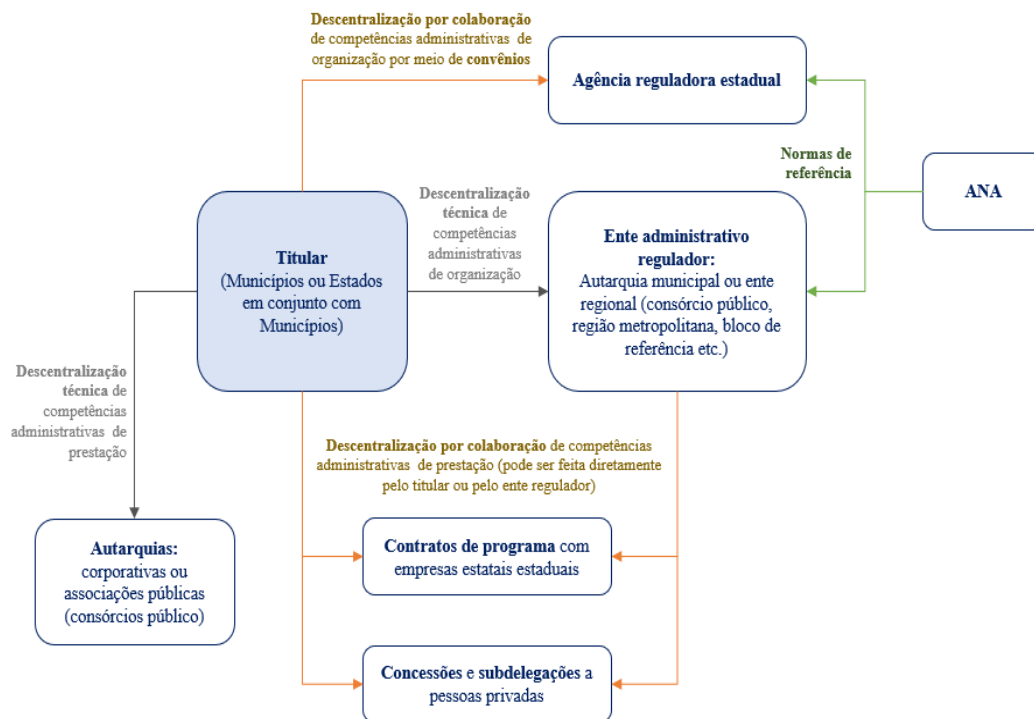 Descentralização por colaboração
de competências administrativas de
organização por meio de convênios
Agência reguladora estadual
Normas de
referência
ANA
Descentralização
técnica de
competências
administrativas
de organização
Titular
(Municípios ou Estados
em conjunto com
Municípios)
Ente administrativo
regulador:
Autarquia municipal ou ente
regional (consórcio público,
região metropolitana, bloco de
referência etc.)
Descentralização
técnica de
competências
administrativas de
prestação
Descentralização por colaboração de competências
administrativas de prestação (pode ser feita diretamente
pelo titular ou pelo ente regulador)
Autarquias:
corporativas ou
associações públicas
(consórcios público)
Contratos de programa com
empresas estatais estaduais
Concessões e subdelegações a
pessoas privadas